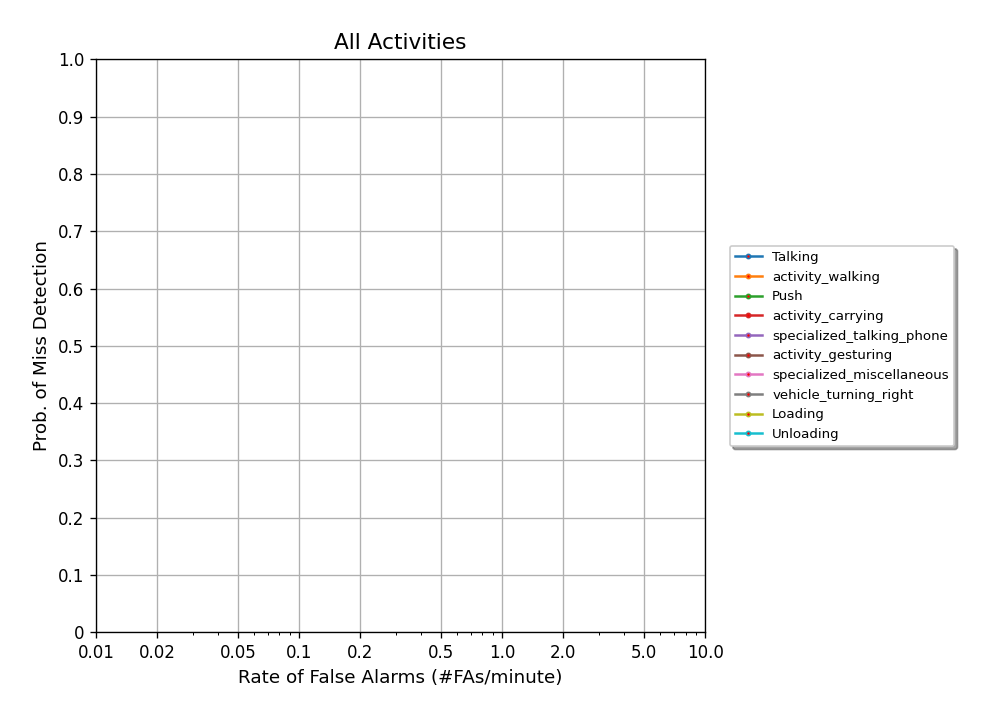 All Activities
1.0
0.9
0.8
0.7
0.6
0.5
0.4
0.3
0.2
0.1
0
Prob. of Miss Detection
0.01 0.02 0.05 0.1 0.2 0.5 1.0 2.0 5.0 10.0
Rate of False Alarms (#FAs/minute)
Talking
activity_walking
Push
activity_carrying
specialized_talking_phone
activity_gesturing
specialized_miscellaneous
vehicle_turning_right
Loading
Unloading